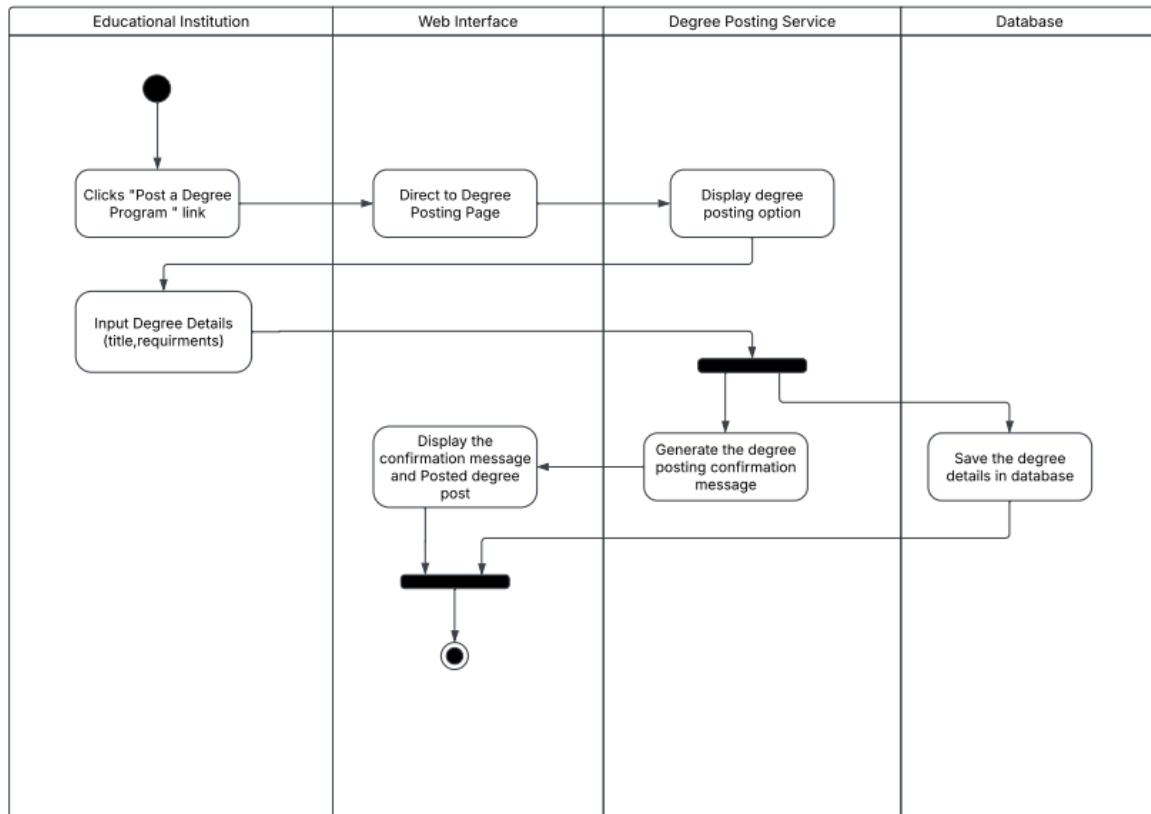 Educational Institution
Web Interface
Degree Posting Service
Database
Clicks "Post a Degree
Program " link
Direct to Degree
Posting Page
Display degree
posting option
Input Degree Details
(title,requirments)
Display the
confirmation message
and Posted degree
post
Generate the degree
posting confirmation
message
Save the degree
details in database